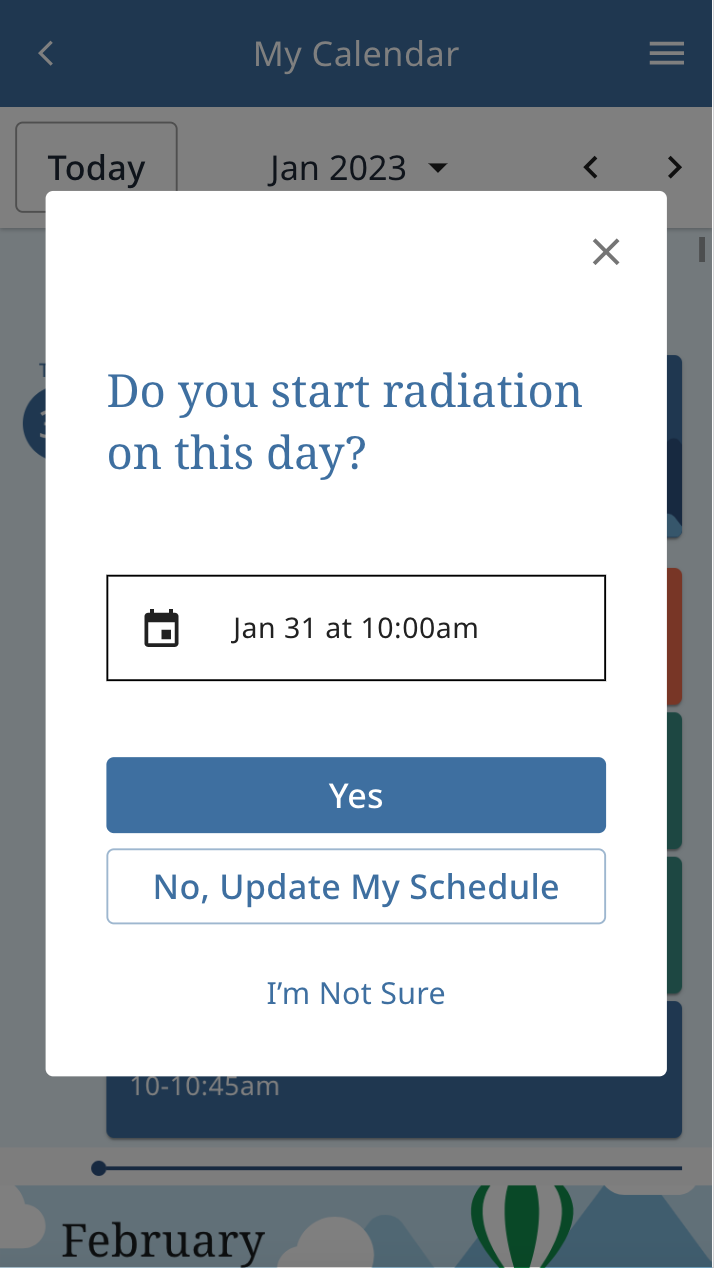 My Calendar
Today
Jan 2023
Do you start radiation
on this day?
Jan 31 at 10:00am
Yes
No, Update My Schedule
I’m Not Sure
10-10:45am
February